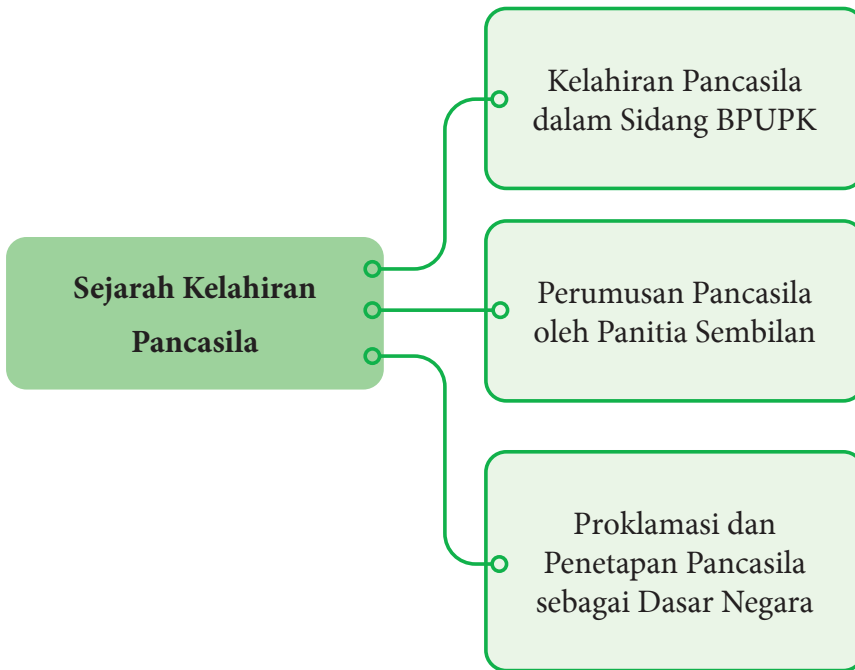 Kelahiran Pancasila
dalam Sidang BPUPK
Sejarah Kelahiran
Pancasila
Perumusan Pancasila
oleh Panitia Sembilan
Proklamasi dan
Penetapan Pancasila
sebagai Dasar Negara